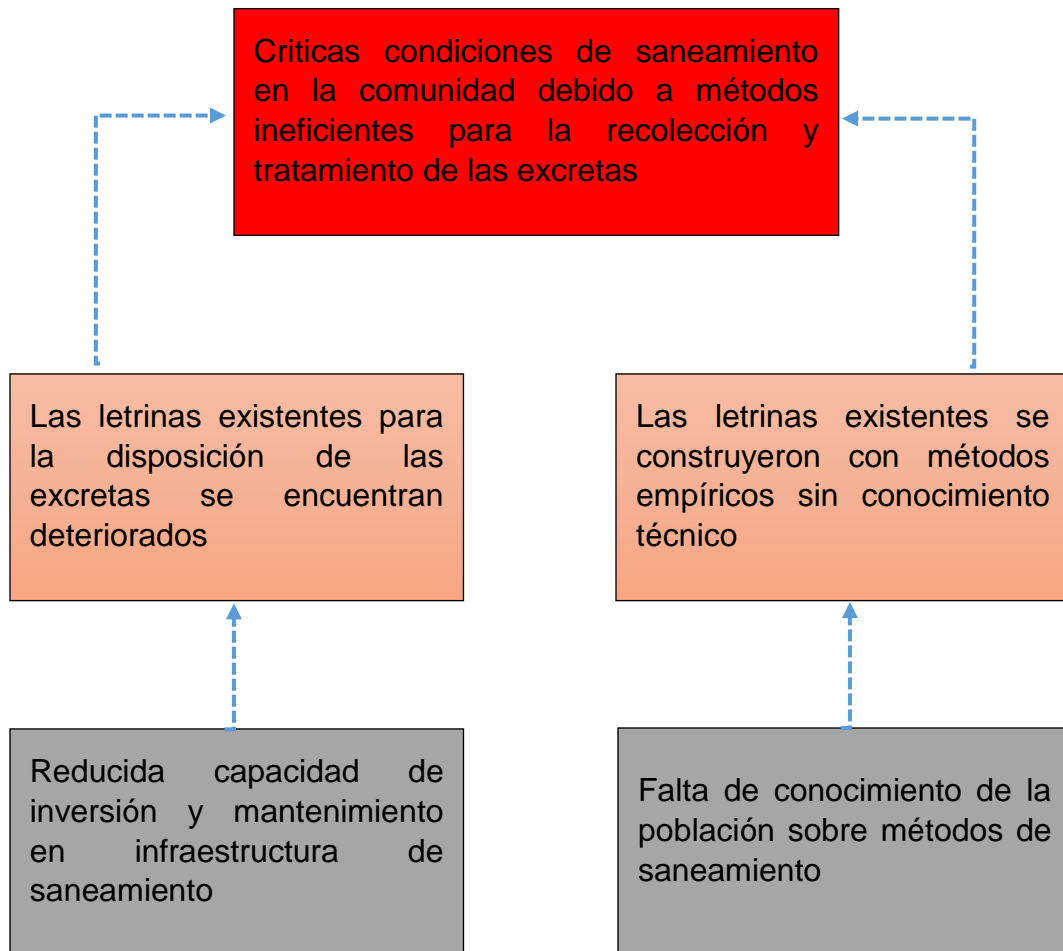 Criticas condiciones de saneamiento
en la comunidad debido a métodos
ineficientes para la recolección y
tratamiento de las excretas
Las letrinas existentes para
la disposición de las
excretas se encuentran
deteriorados
Las letrinas existentes se
construyeron con métodos
empíricos sin conocimiento
técnico
Reducida capacidad de
inversión y mantenimiento
en infraestructura de
saneamiento
Falta de conocimiento de la
población sobre métodos de
saneamiento